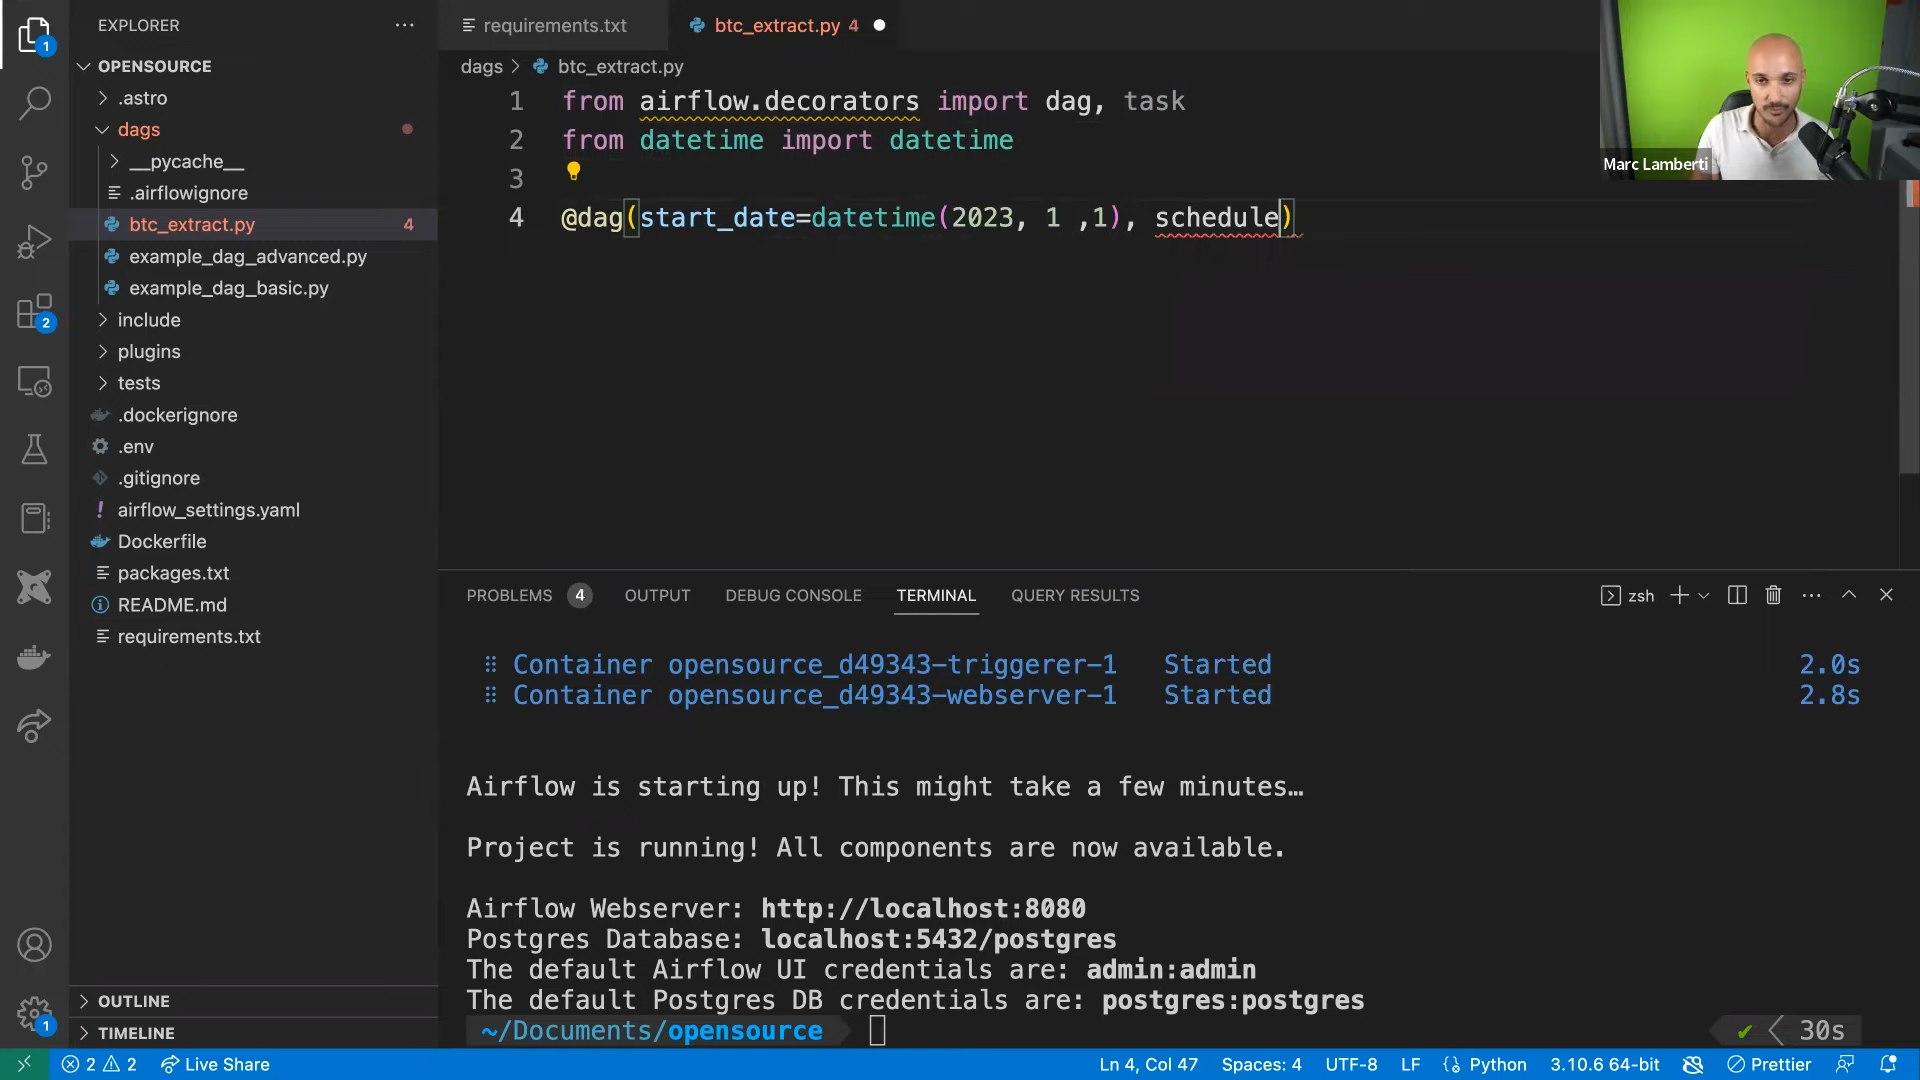 EXPLORER
requirements.txt
btc_extract.py 4
1
OPENSOURCE
dags > btc_extract.py
.astro
dags
__pycache__
.airflowignore
btc_extract.py 4
example_dag_advanced.py
example_dag_basic.py
include
plugins
tests
.dockerignore
.env
.gitignore
airflow_settings.yaml
Dockerfile
packages.txt
README.md
requirements.txt
2
OUTLINE
TIMELINE
1
1 from airflow.decorators import dag, task
2 from datetime import datetime
3
4 @dag(start_date=datetime(2023, 1 ,1), schedule)
Marc Lamberti
PROBLEMS 4 OUTPUT DEBUG CONSOLE TERMINAL QUERY RESULTS
zsh
Container opensource_d49343-triggerer-1 Started 2.0s
Container opensource_d49343-webserver-1 Started 2.8s
Airflow is starting up! This might take a few minutes…
Project is running! All components are now available.
Airflow Webserver: http://localhost:8080
Postgres Database: localhost:5432/postgres
The default Airflow UI credentials are: admin:admin
The default Postgres DB credentials are: postgres:postgres
~/Documents/opensource 30s
2 2 Live Share Ln 4, Col 47 Spaces: 4 UTF-8 LF Python 3.10.6 64-bit Prettier